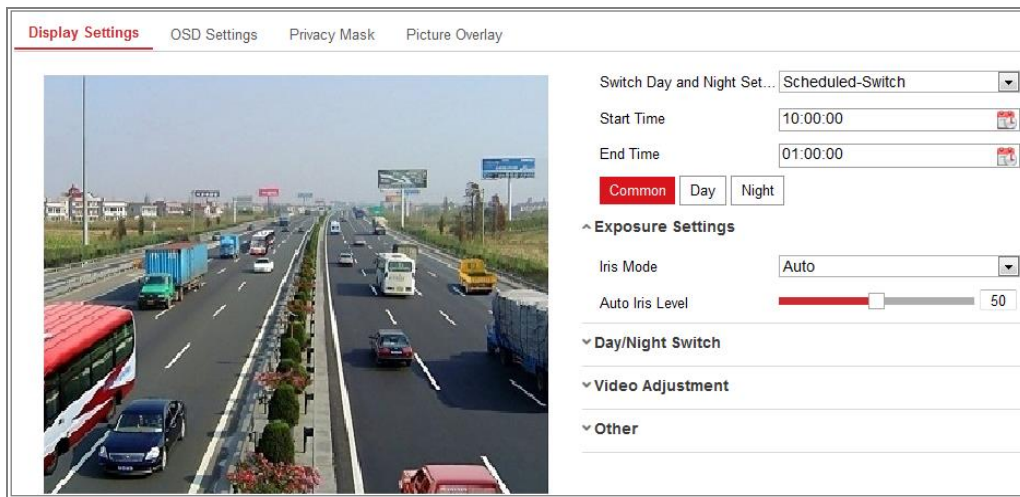 Display Settings OSD Settings Privacy Mask Picture Overlay
Switch Day and Night Set... Scheduled-Switch
Start Time 10:00:00
End Time 01:00:00
Common Day Night
Exposure Settings
Iris Mode Auto
Auto Iris Level 50
Day/Night Switch
Video Adjustment
Other